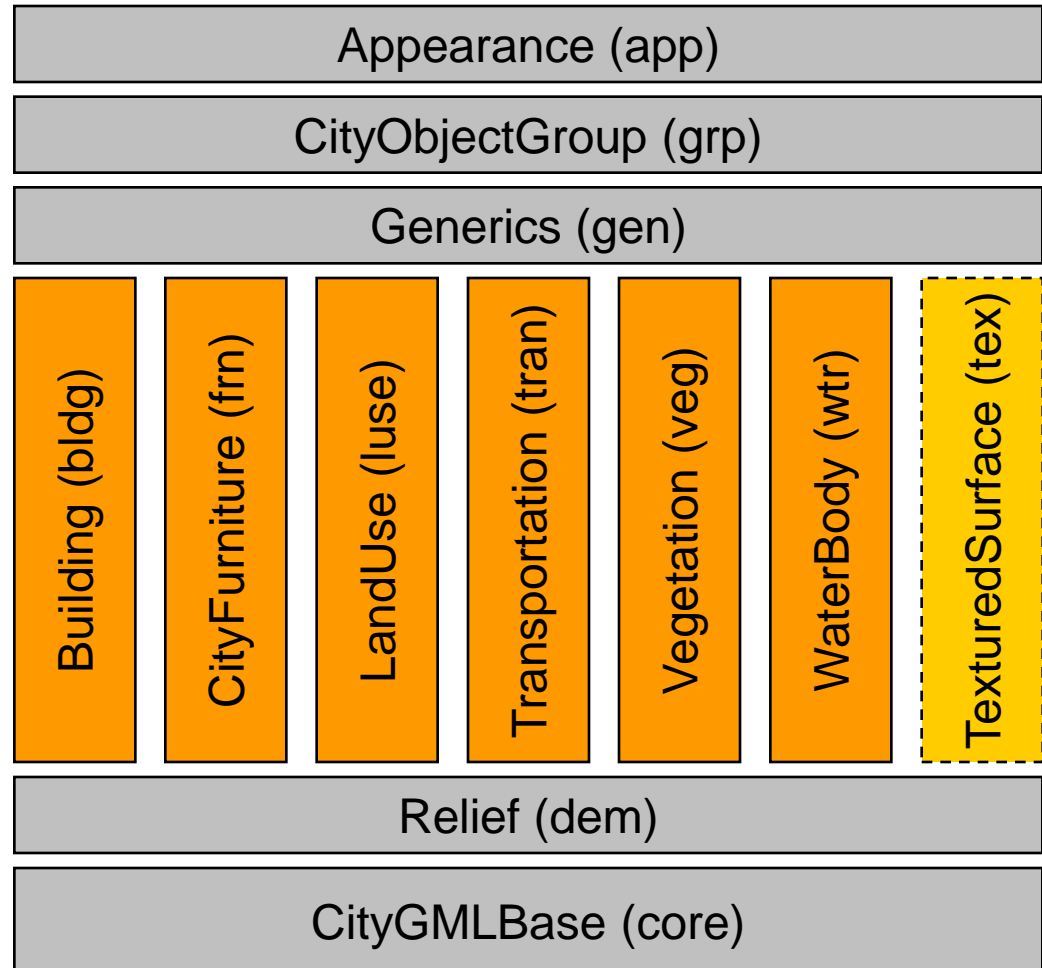 Appearance (app)
CityObjectGroup (grp)
Generics (gen)
Building (bldg)
CityFurniture (frn)
LandUse (luse)
Transportation (tran)
Vegetation (veg)
WaterBody (wtr)
TexturedSurface (tex)
Relief (dem)
CityGMLBase (core)